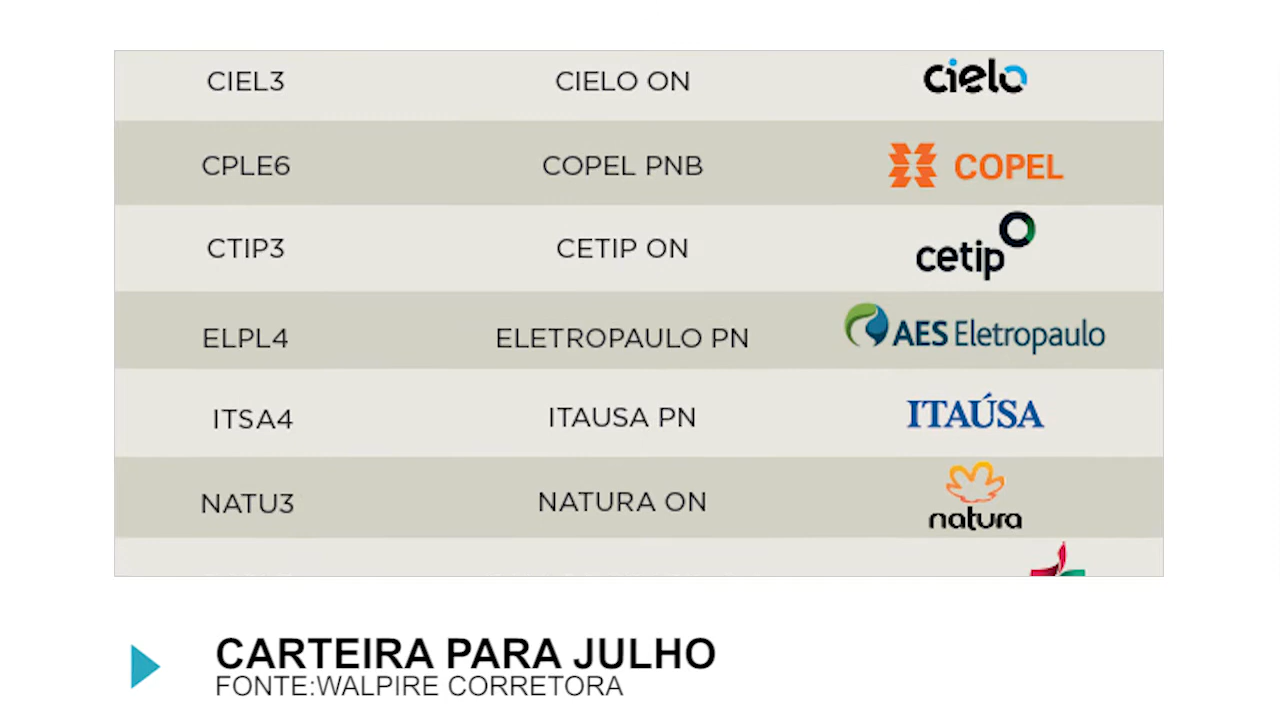 CIEL3 CIELO ON cielo
CPLE6 COPEL PNB COPEL
CTIP3 CETIP ON cetip
ELPL4 ELETROPAULO PN AES Eletropaulo
ITSA4 ITAUSA PN ITAÚSA
NATU3 NATURA ON natura
CARTEIRA PARA JULHO
FONTE:WALPIRE CORRETORA